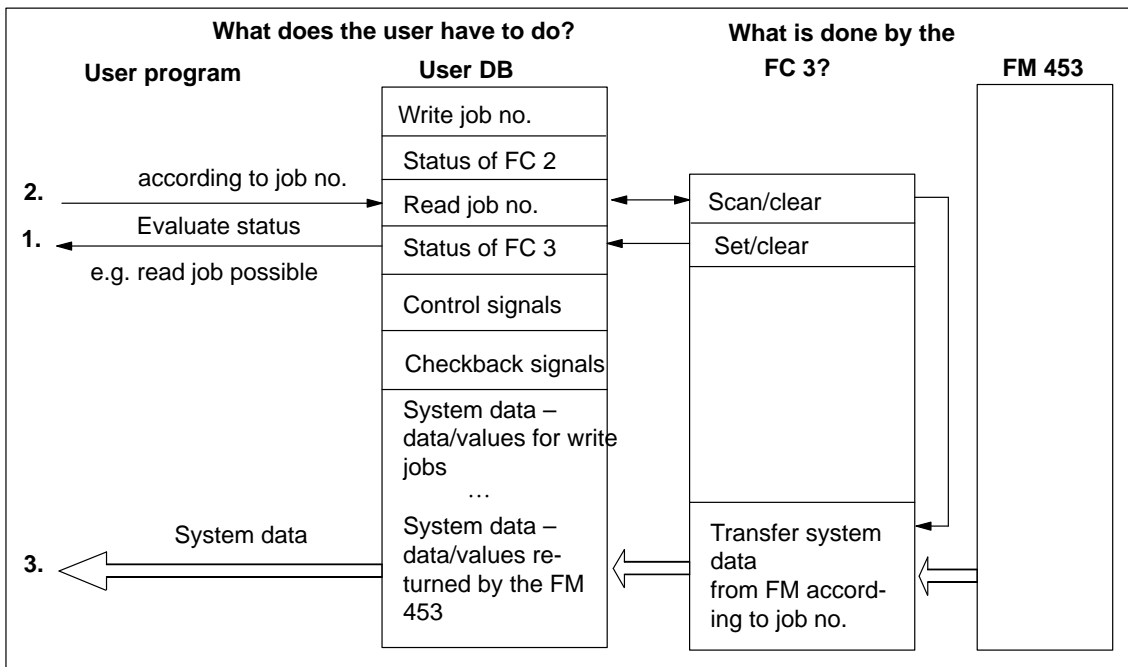 What does the user have to do?
What is done by the
FC 3?
User program
User DB
FM 453
Write job no.
Status of FC 2
2.
according to job no.
Read job no.
Scan/clear
1.
Evaluate status
Status of FC 3
Set/clear
e.g. read job possible
Control signals
Checkback signals
System data –
data/values for write
jobs
…
3.
System data
System data –
data/values re-
turned by the FM
453
Transfer system
data
from FM accord-
ing to job no.